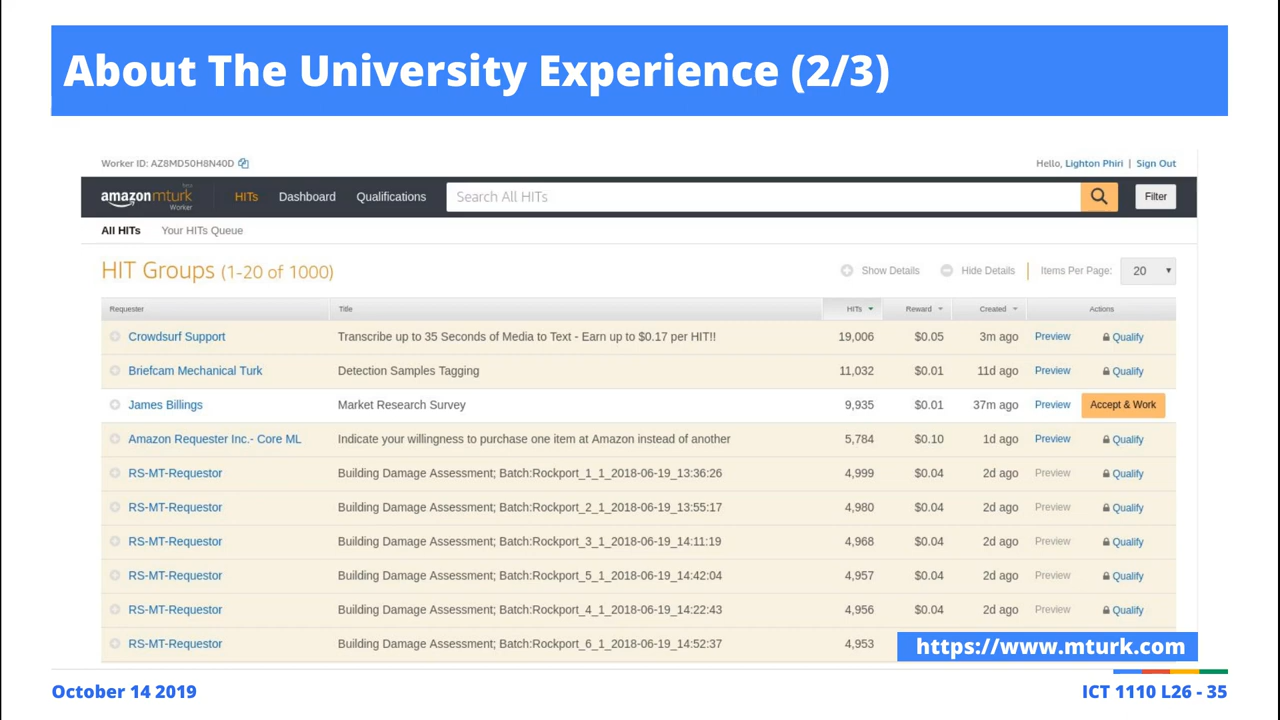 About The University Experience (2/3)
Worker ID: AZ8MD50H8N40D Hello, Lighton Phiri | Sign Out
amazonmturk beta Worker HITs Dashboard Qualifications Search All HITs Filter
All HITs Your HITs Queue
HIT Groups (1-20 of 1000) Show Details Hide Details Items Per Page: 20
Requester Title HITs Reward Created Actions
Crowdsurf Support Transcribe up to 35 Seconds of Media to Text - Earn up to $0.17 per HIT!! 19,006 $0.05 3m ago Preview Qualify
Briefcam Mechanical Turk Detection Samples Tagging 11,032 $0.01 11d ago Preview Qualify
James Billings Market Research Survey 9,935 $0.01 37m ago Preview Accept & Work
Amazon Requester Inc.- Core ML Indicate your willingness to purchase one item at Amazon instead of another 5,784 $0.10 1d ago Preview Qualify
RS-MT-Requestor Building Damage Assessment; Batch:Rockport_1_1_2018-06-19_13:36:26 4,999 $0.04 2d ago Preview Qualify
RS-MT-Requestor Building Damage Assessment; Batch:Rockport_2_1_2018-06-19_13:55:17 4,980 $0.04 2d ago Preview Qualify
RS-MT-Requestor Building Damage Assessment; Batch:Rockport_3_1_2018-06-19_14:11:19 4,968 $0.04 2d ago Preview Qualify
RS-MT-Requestor Building Damage Assessment; Batch:Rockport_5_1_2018-06-19_14:42:04 4,957 $0.04 2d ago Preview Qualify
RS-MT-Requestor Building Damage Assessment; Batch:Rockport_4_1_2018-06-19_14:22:43 4,956 $0.04 2d ago Preview Qualify
RS-MT-Requestor Building Damage Assessment; Batch:Rockport_6_1_2018-06-19_14:52:37 4,953
https://www.mturk.com
October 14 2019 ICT 1110 L26 - 35